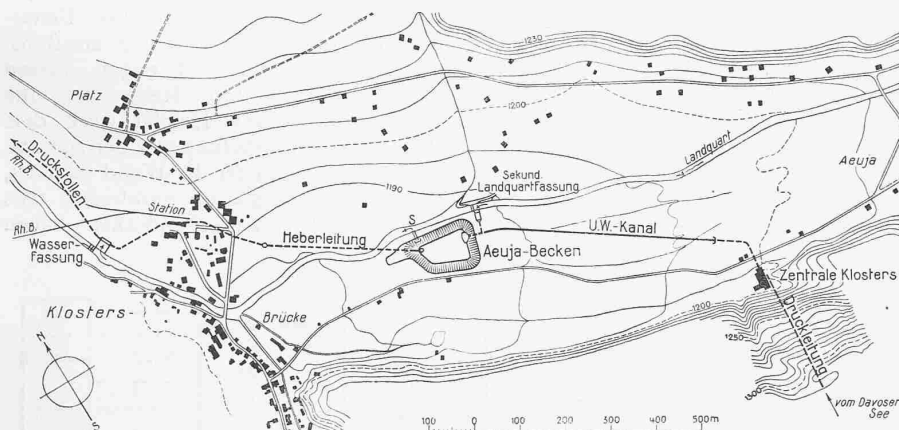 1230
Platz
1200
Landquart
Aeuja
Rh.B.
Druckstollen
Sekund.
Landquartfassung
1190
Station
Rh.B.
Wasser-
fassung
Heberleitung
S
U.W.-Kanal
Aeuja-Becken
Zentrale Klosters
Klosters-
Brücke
1200
1250
Druckleitung
1300
N
S
100 0 100 200 300 400 500m
vom Davoser
See